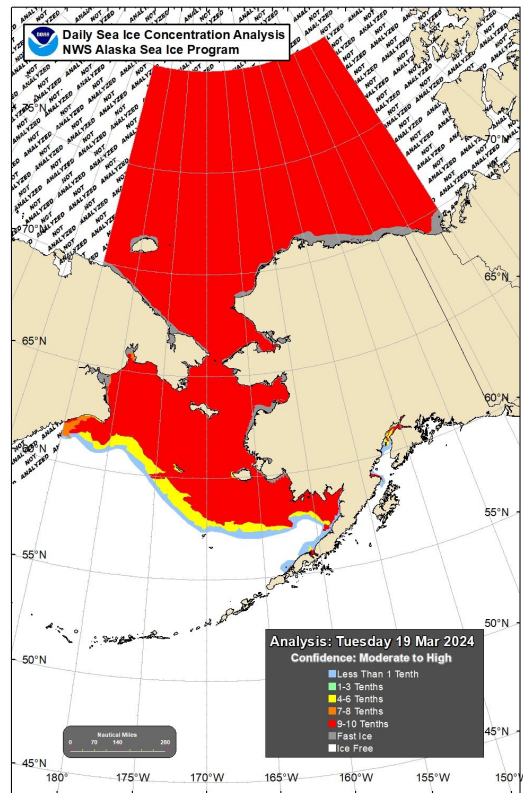 NOAA
Daily Sea Ice Concentration Analysis
NWS Alaska Sea Ice Program
NOT ANALYZED
75°N
70°N
70°N
65°N
65°N
60°N
60°N
55°N
55°N
50°N
50°N
45°N
Analysis: Tuesday 19 Mar 2024
Confidence: Moderate to High
Less Than 1 Tenth
1-3 Tenths
4-6 Tenths
7-8 Tenths
9-10 Tenths
Fast Ice
Ice Free
Nautical Miles
0 70 140 280
180° 175°W 170°W 165°W 160°W 155°W 150°W